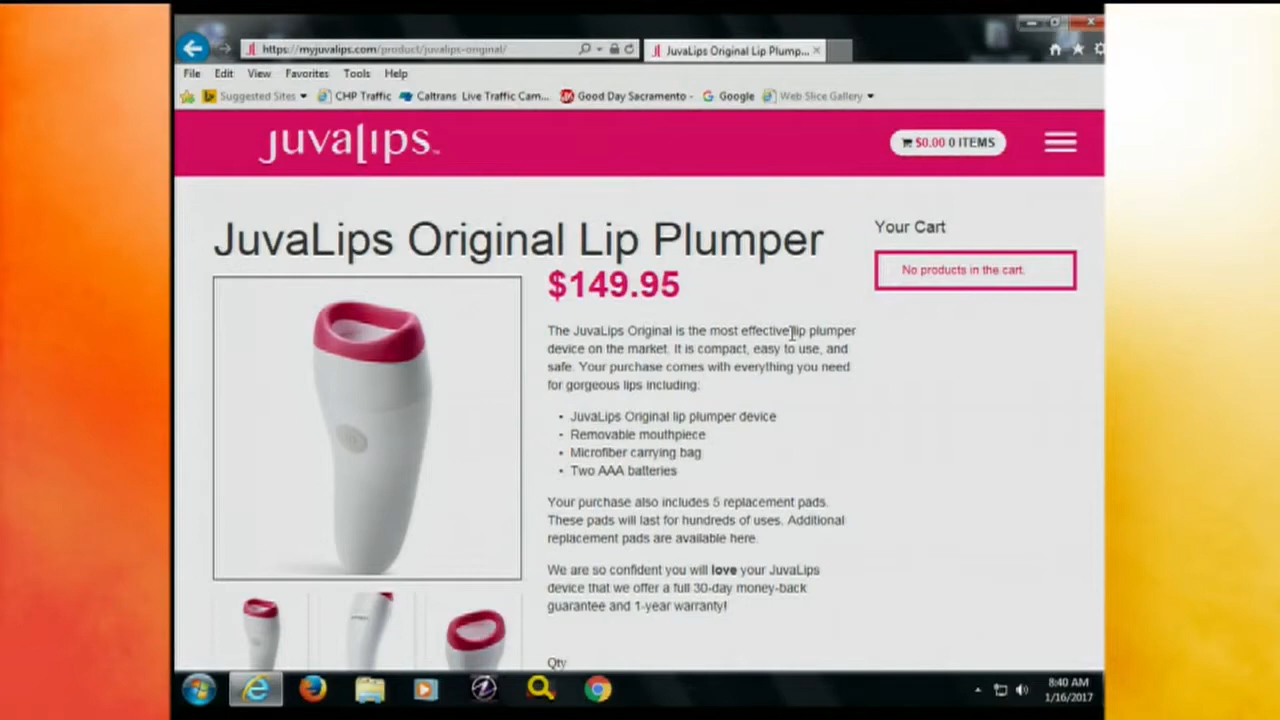 https://myjuvalips.com/product/juvalips-original/
JuvaLips Original Lip Plump...
File Edit View Favorites Tools Help
Suggested Sites CHP Traffic Caltrans Live Traffic Cam... Good Day Sacramento - Google Web Slice Gallery
juvalips
$0.00 0 ITEMS
JuvaLips Original Lip Plumper
Your Cart
$149.95
No products in the cart.
The JuvaLips Original is the most effective lip plumper
device on the market. It is compact, easy to use, and
safe. Your purchase comes with everything you need
for gorgeous lips including:
• JuvaLips Original lip plumper device
• Removable mouthpiece
• Microfiber carrying bag
• Two AAA batteries
Your purchase also includes 5 replacement pads.
These pads will last for hundreds of uses. Additional
replacement pads are available here.
We are so confident you will love your JuvaLips
device that we offer a full 30-day money-back
guarantee and 1-year warranty!
Qty
8:40 AM
1/16/2017